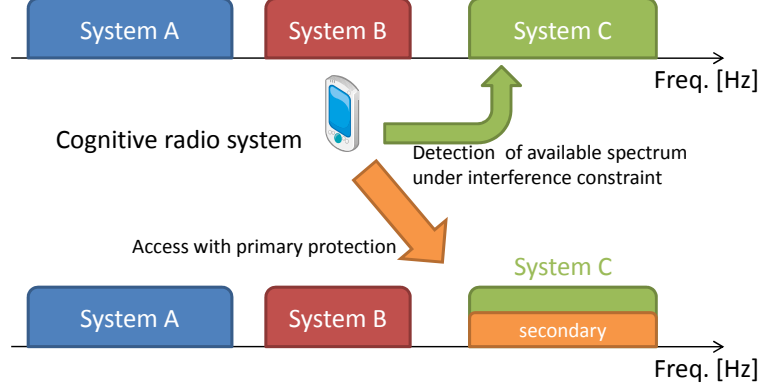 System A
System B
System C
Freq. [Hz]
Cognitive radio system
Detection of available spectrum
under interference constraint
Access with primary protection
System C
System A
System B
secondary
Freq. [Hz]